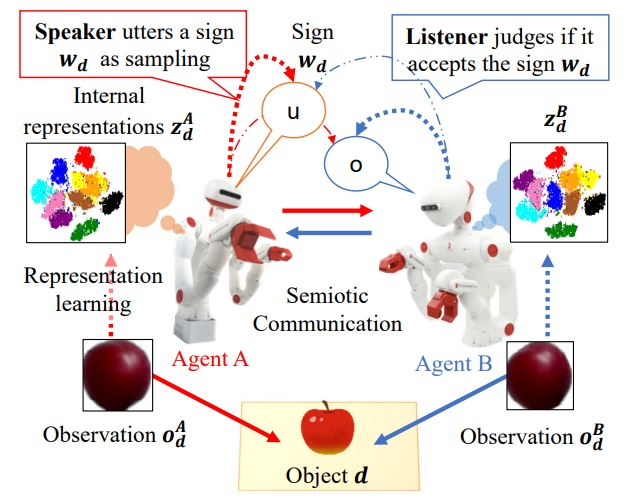 Speaker utters a sign
w_d as sampling
Sign
w_d
Listener judges if it
accepts the sign w_d
Internal
representations z_d^A
z_d^B
u
o
Representation
learning
Semiotic
Communication
Agent A
Agent B
Observation o_d^A
Observation o_d^B
Object d